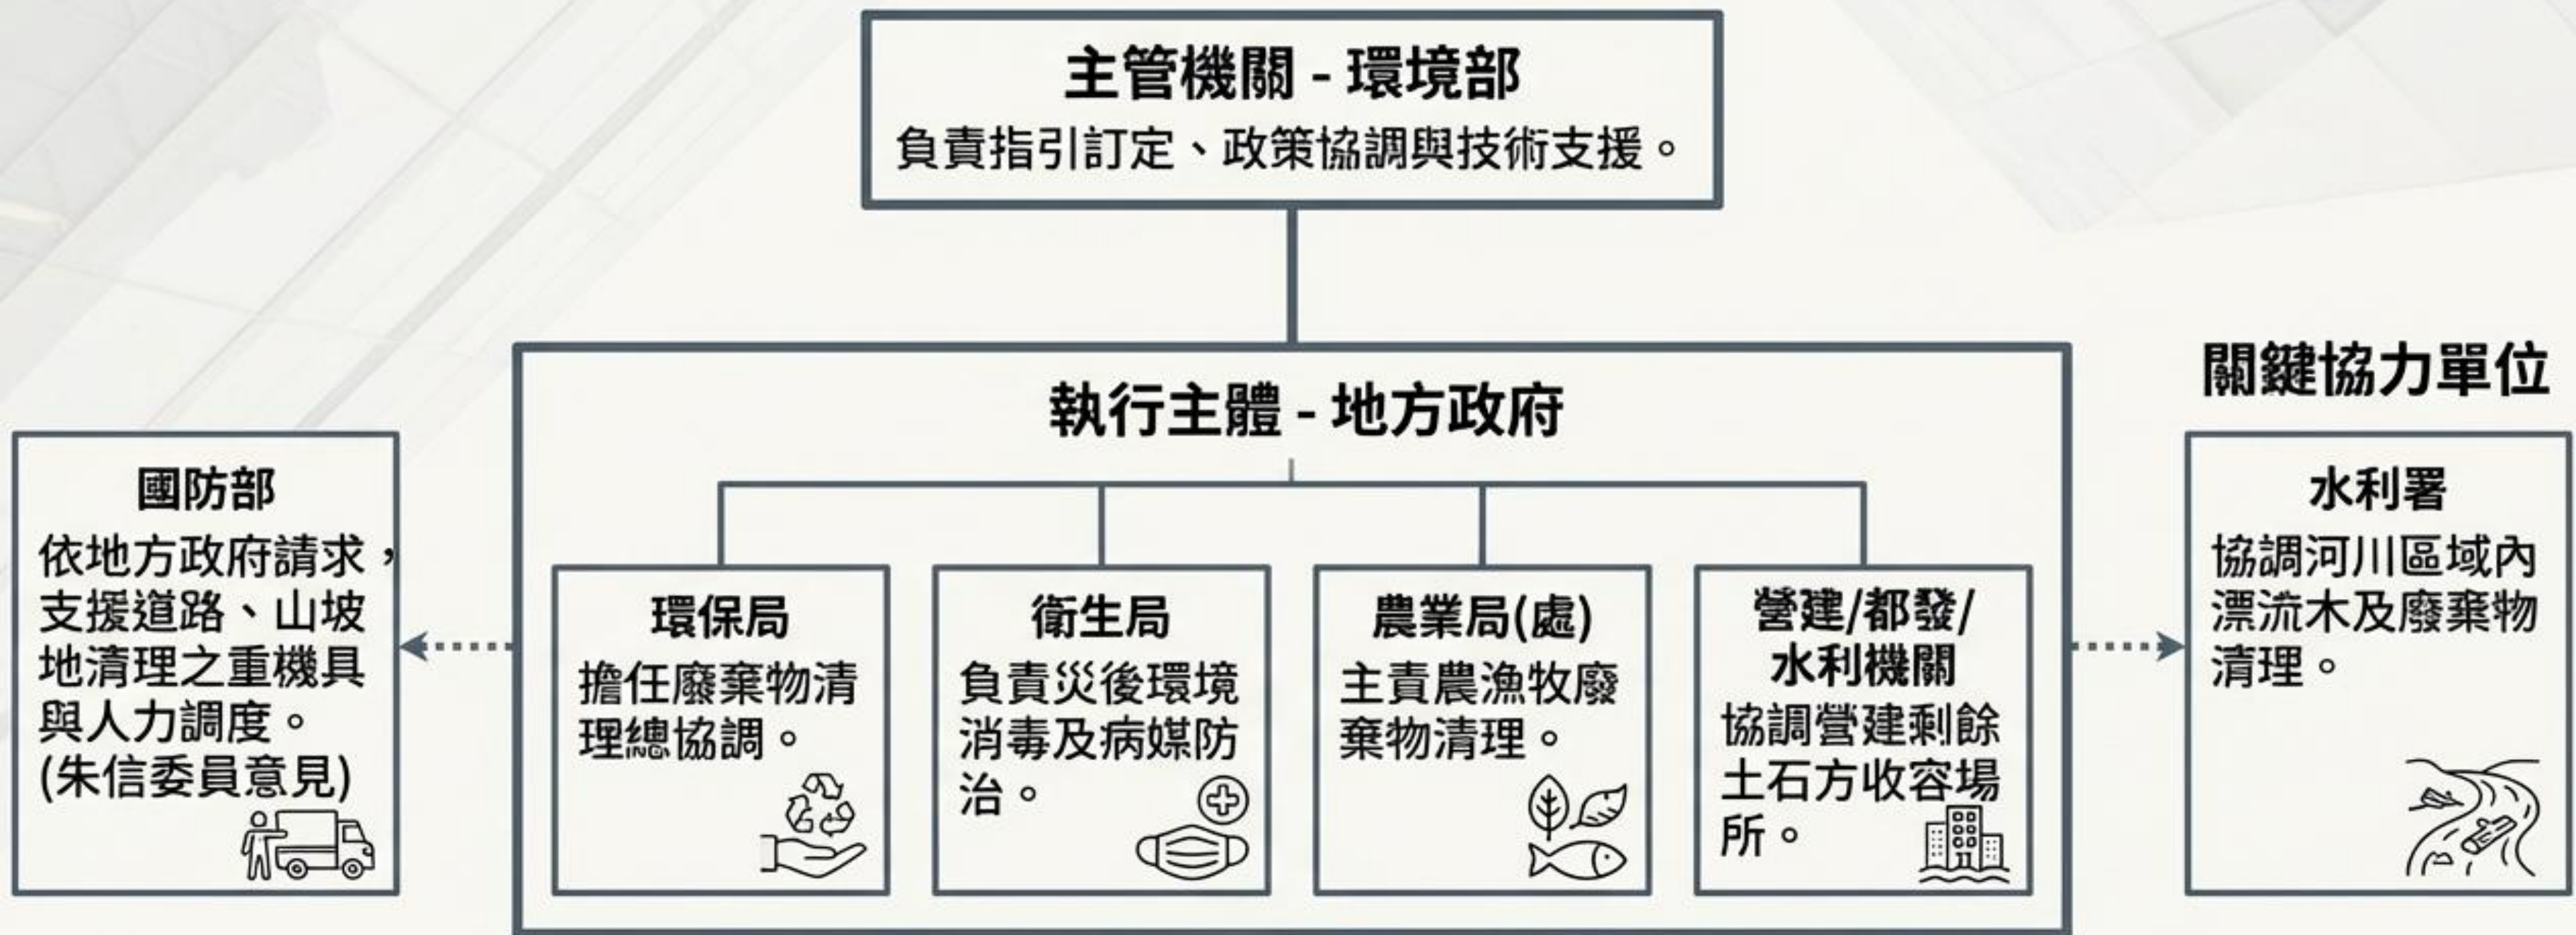 主管機關 - 環境部
負責指引訂定、政策協調與技術支援。
執行主體 - 地方政府
關鍵協力單位
國防部
依地方政府請求，
支援道路、山坡
地清理之重機具
與人力調度。
(朱信委員意見)
環保局
擔任廢棄物清
理總協調。
衛生局
負責災後環境
消毒及病媒防
治。
農業局(處)
主責農漁牧廢
棄物清理。
營建/都發/
水利機關
協調營建剩餘
土石方收容場
所。
水利署
協調河川區域內
漂流木及廢棄物
清理。